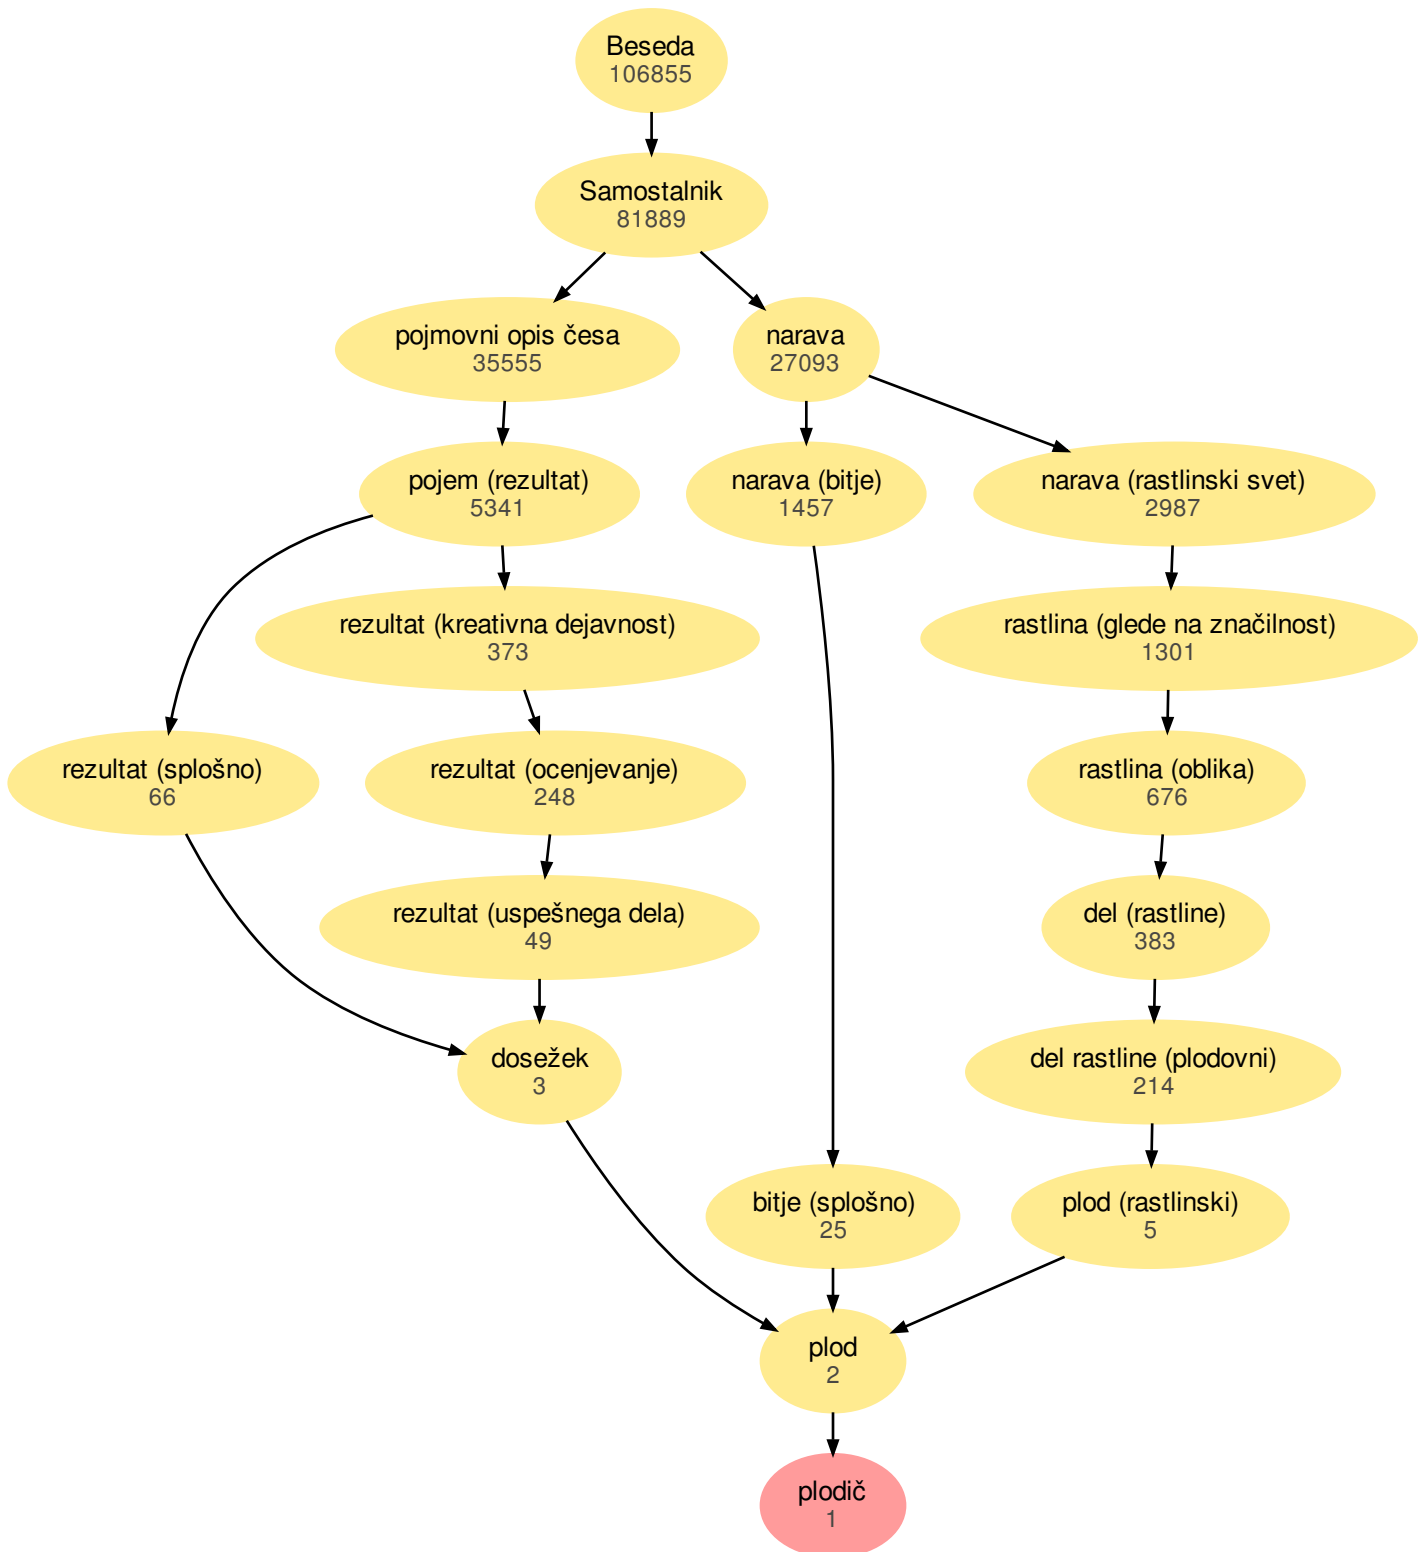 Beseda
106855
Samostalnik
81889
pojmovni opis česa
35555
narava
27093
pojem (rezultat)
5341
narava (bitje)
1457
narava (rastlinski svet)
2987
rezultat (kreativna dejavnost)
373
rastlina (glede na značilnost)
1301
rezultat (splošno)
66
rezultat (ocenjevanje)
248
rastlina (oblika)
676
rezultat (uspešnega dela)
49
del (rastline)
383
dosežek
3
del rastline (plodovni)
214
bitje (splošno)
25
plod (rastlinski)
5
plod
2
plodič
1